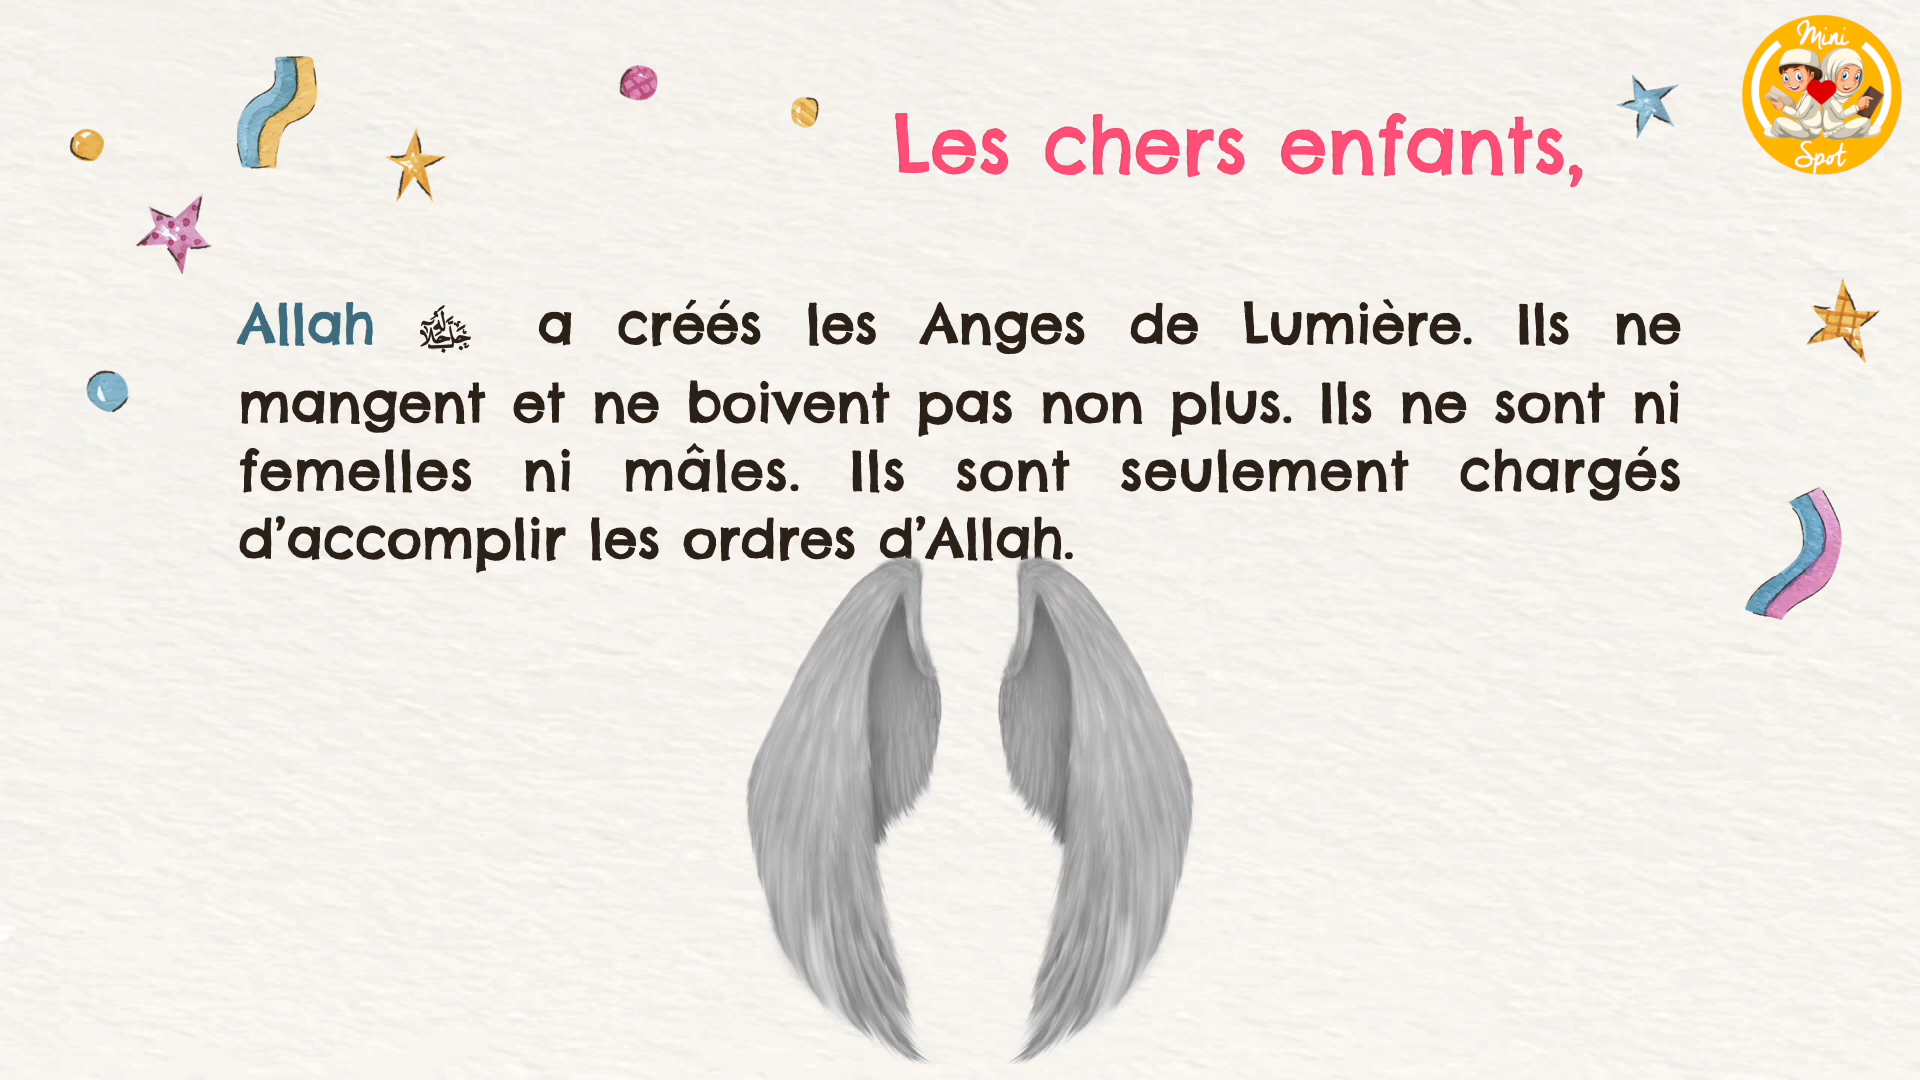 Mini
Spot
Les chers enfants,
Allah ﷻ a créés les Anges de Lumière. Ils ne
mangent et ne boivent pas non plus. Ils ne sont ni
femelles ni mâles. Ils sont seulement chargés
d’accomplir les ordres d’Allah.